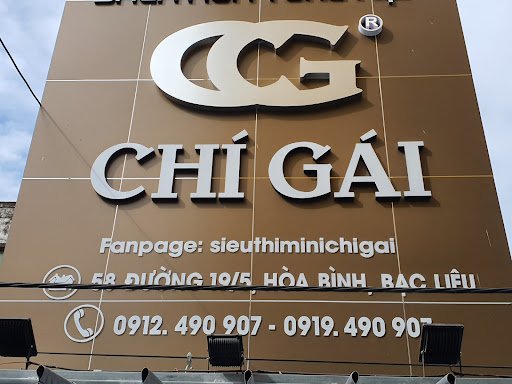 CG ®
CHÍ GÁI
Fanpage: sieuthiminichigai
58 ĐƯỜNG 19/5, HÒA BÌNH, BẠC LIÊU
0912. 490 907 - 0919. 490 907